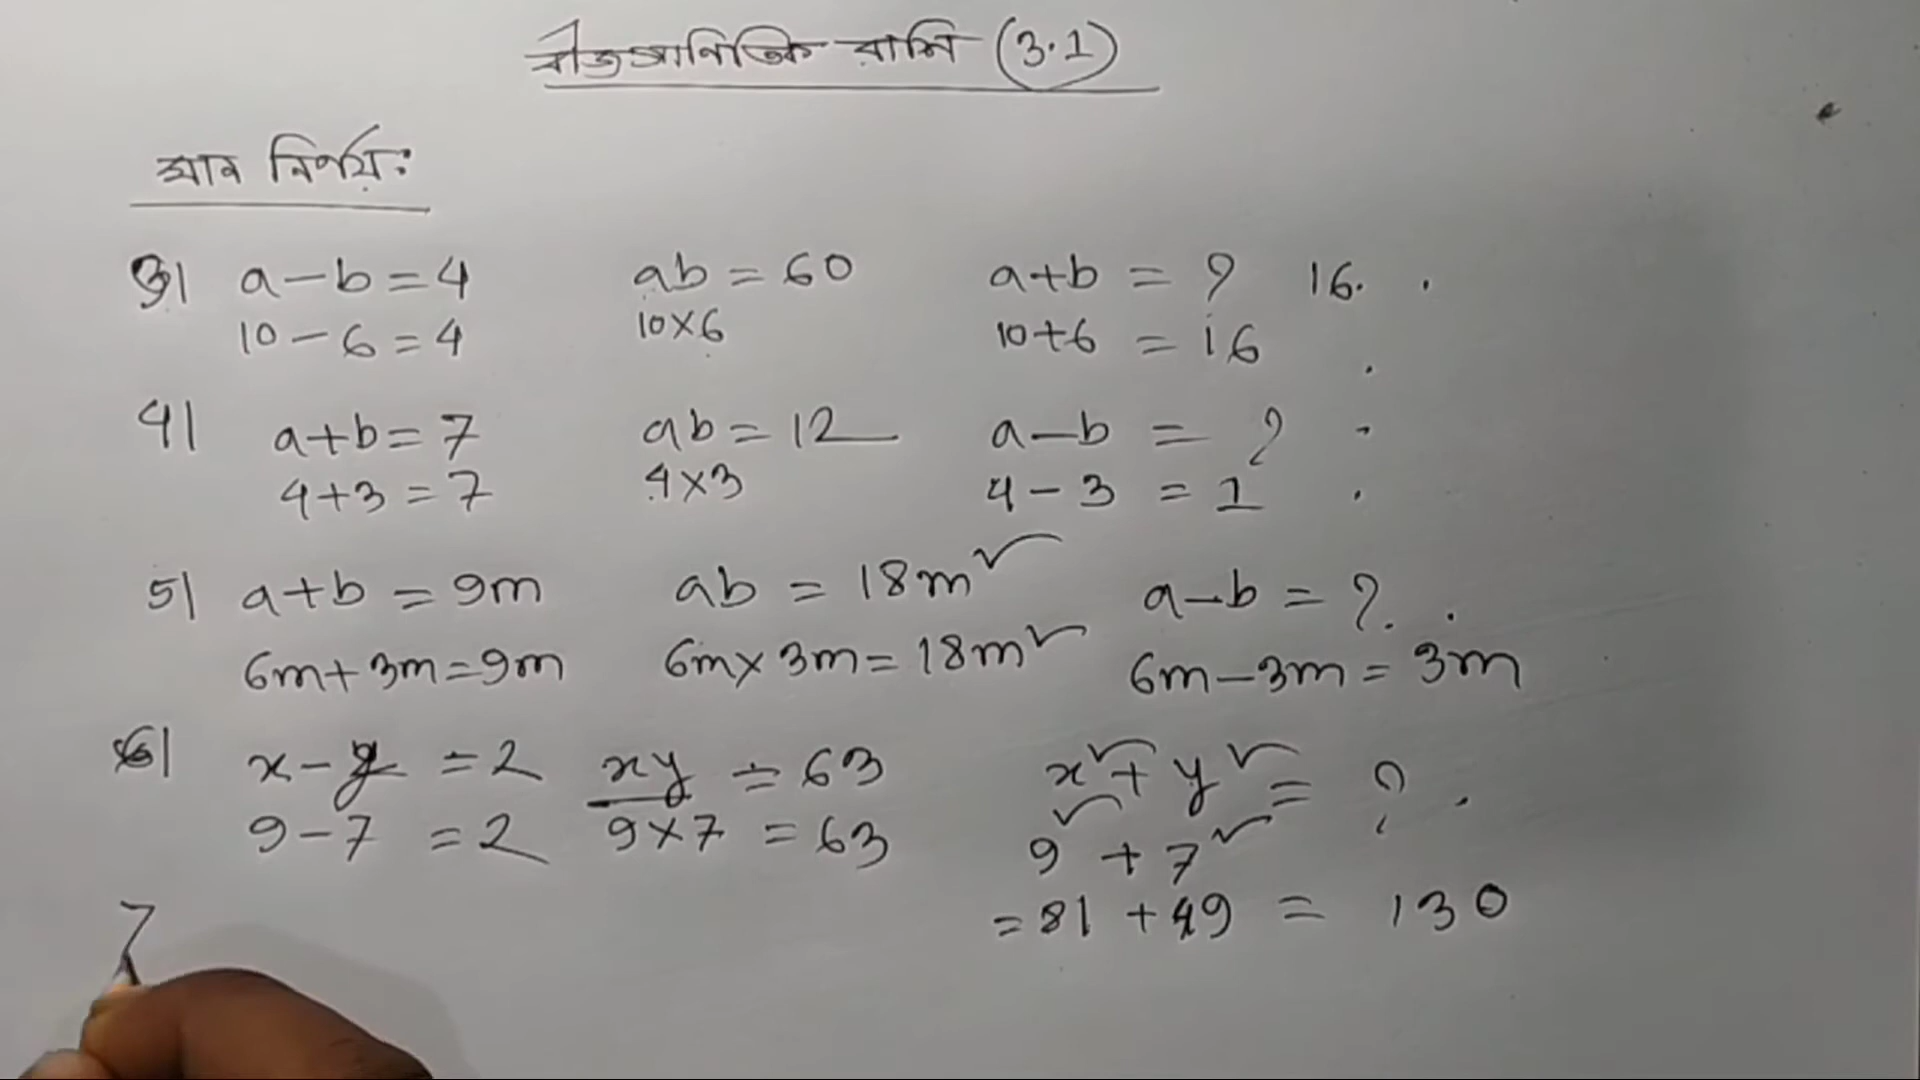 বীজগানিতিক রাশি (3.1)
মান নির্ণয়:
3| a-b=4 ab=60 a+b=? 16.
10-6=4 10×6 10+6=16
4| a+b=7 ab=12 a-b=?
4+3=7 4×3 4-3=1
5| a+b=9m ab=18m² a-b=?
6m+3m=9m 6m×3m=18m² 6m-3m=3m
6| x-y=2 xy=63 x²+y²=?
9-7=2 9×7=63 9²+7²
=81+49=130
7